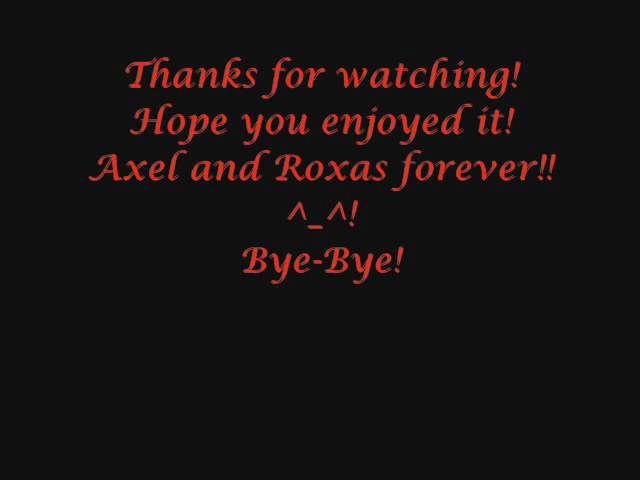 Thanks for watching!
Hope you enjoyed it!
Axel and Roxas forever!!
^_^!
Bye-Bye!